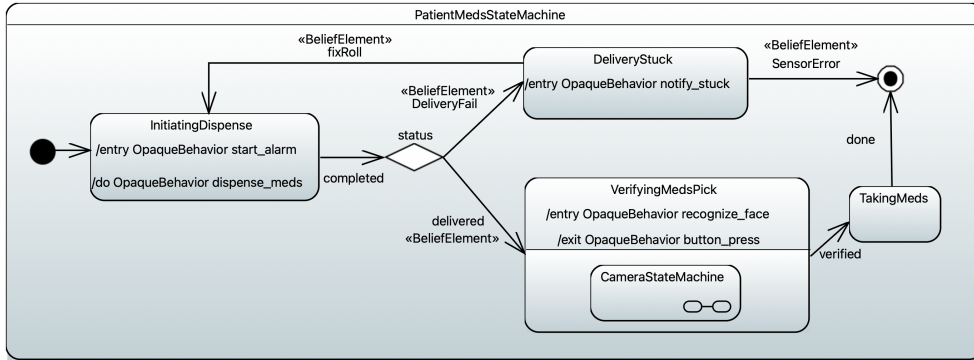 PatientMedsStateMachine
«BeliefElement»
fixRoll
«BeliefElement»
DeliveryFail
DeliveryStuck
/entry OpaqueBehavior notify_stuck
«BeliefElement»
SensorError
InitiatingDispense
/entry OpaqueBehavior start_alarm
/do OpaqueBehavior dispense_meds
completed
status
delivered
«BeliefElement»
VerifyingMedsPick
/entry OpaqueBehavior recognize_face
/exit OpaqueBehavior button_press
CameraStateMachine
verified
TakingMeds
done